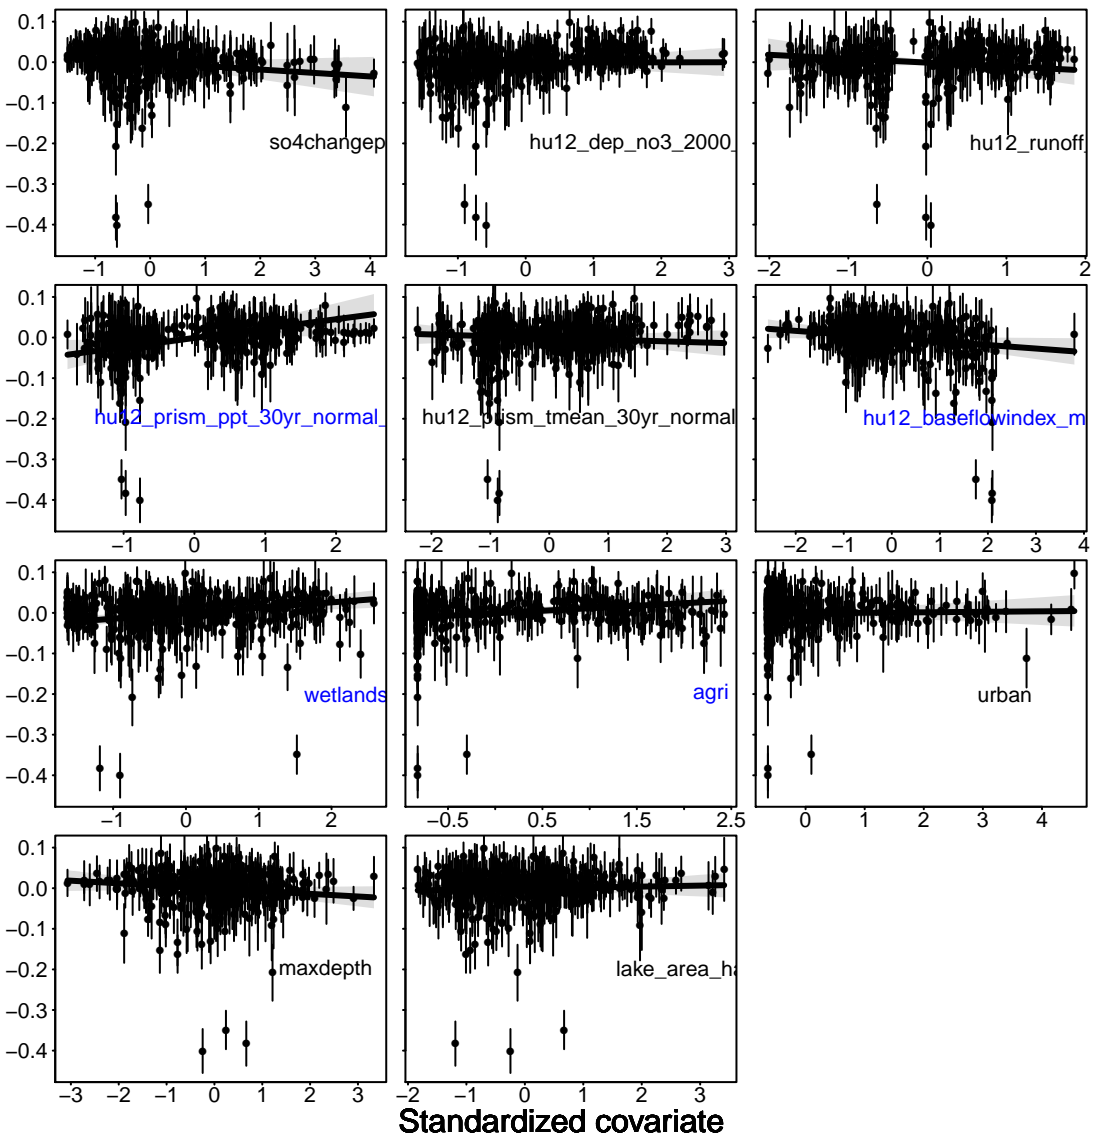 0.1
0.0
−0.1
−0.2
−0.3
−0.4
so4changep
hu12_dep_no3_2000_
hu12_runoff_
−1 0 1 2 3 4
−1 0 1 2 3
−2 −1 0 1 2
0.1
0.0
−0.1
−0.2
−0.3
−0.4
hu12_prism_ppt_30yr_normal_
hu12_prism_tmean_30yr_normal
hu12_baseflowindex_m
−1 0 1 2
−2 −1 0 1 2 3
−2 −1 0 1 2 3 4
0.1
0.0
−0.1
−0.2
−0.3
−0.4
wetlands
agri
urban
−1 0 1 2
−0.5 0.5 1.5 2.5
0 1 2 3 4
0.1
0.0
−0.1
−0.2
−0.3
−0.4
maxdepth
lake_area_ha
−3 −2 −1 0 1 2 3
−2 −1 0 1 2 3
Standardized covariate